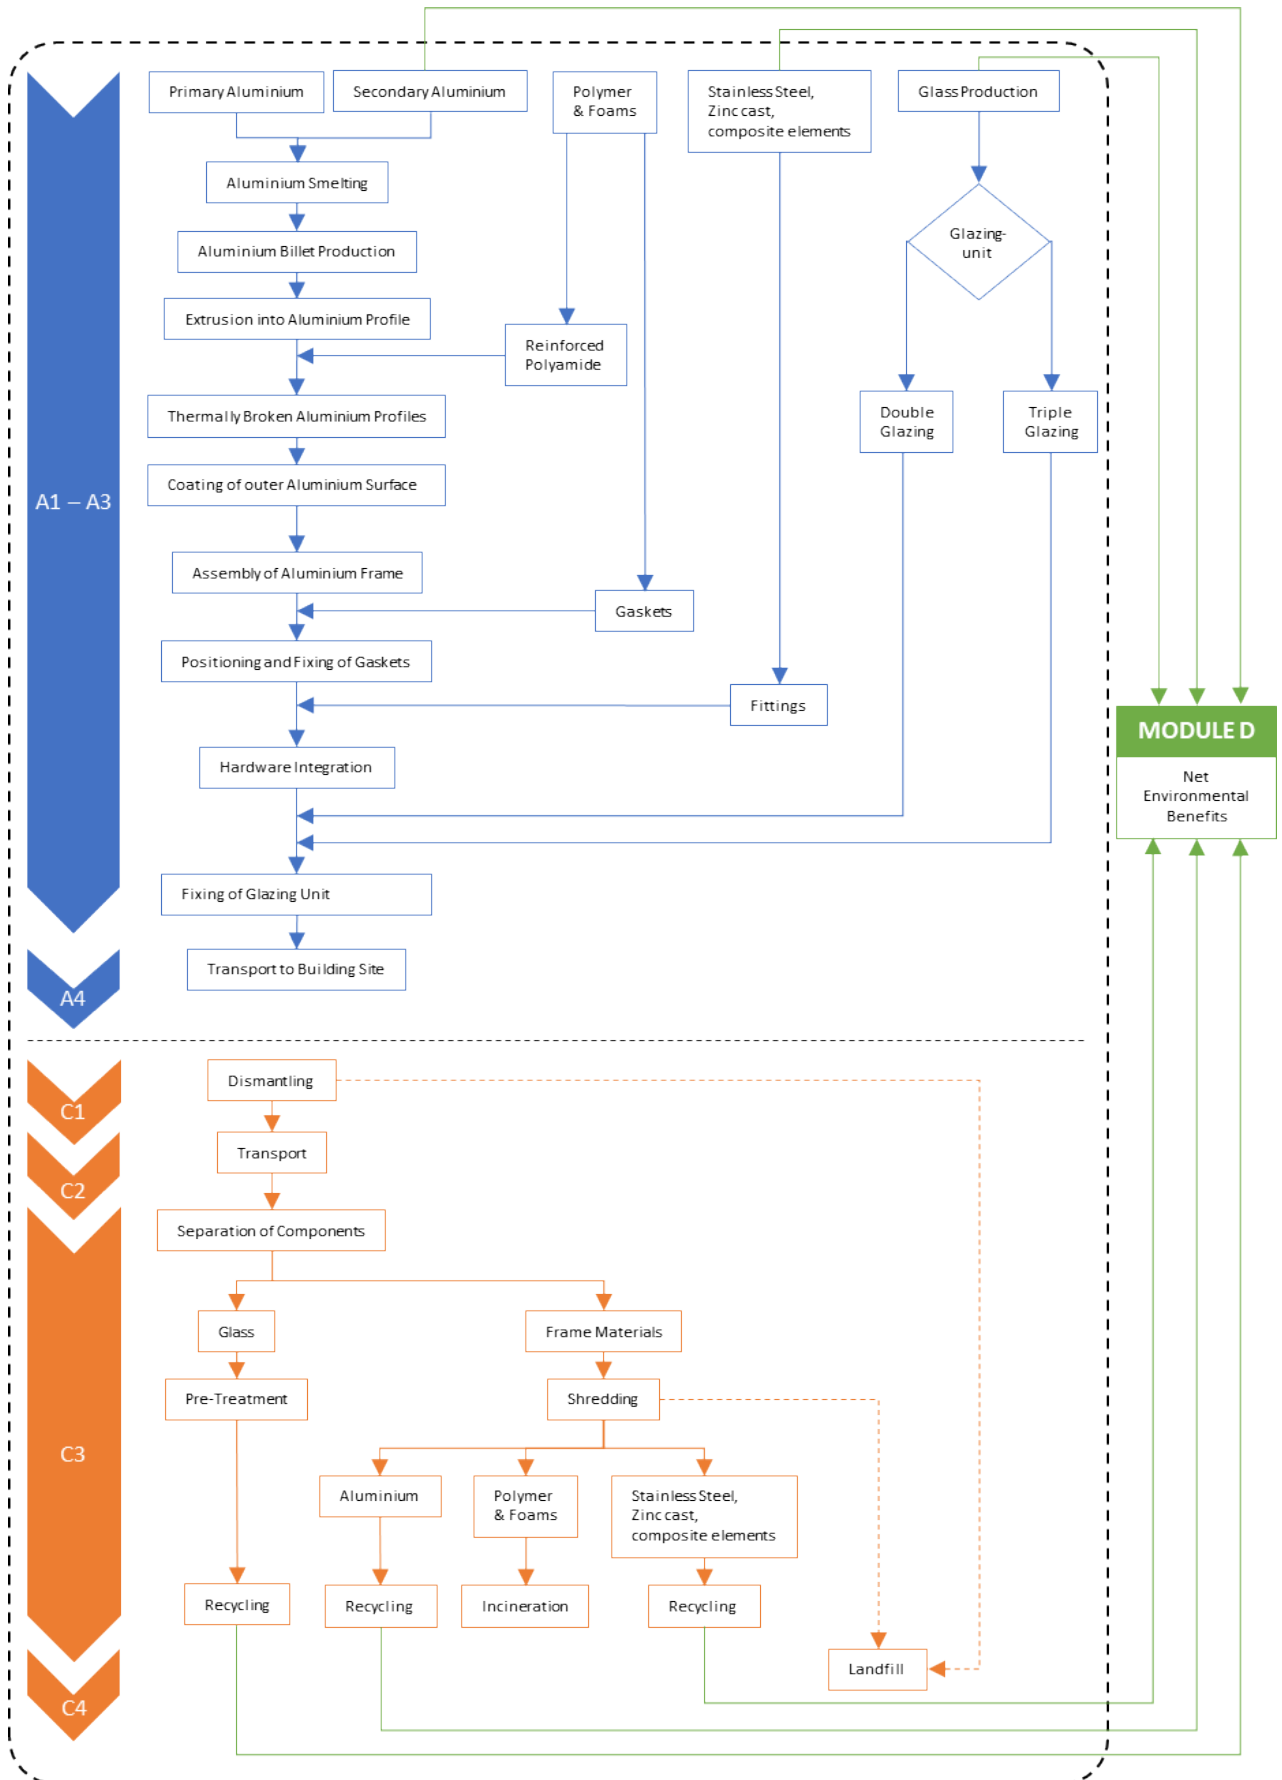 Primary Aluminium
Secondary Aluminium
Polymer
& Foams
Stainless Steel,
Zinc cast,
composite elements
Glass Production
Aluminium Smelting
Aluminium Billet Production
Glazing-
unit
Extrusion into Aluminium Profile
Reinforced
Polyamide
Thermally Broken Aluminium Profiles
Double
Glazing
Triple
Glazing
Coating of outer Aluminium Surface
A1 – A3
Assembly of Aluminium Frame
Gaskets
Positioning and Fixing of Gaskets
Fittings
MODULE D
Net
Environmental
Benefits
Hardware Integration
Fixing of Glazing Unit
Transport to Building Site
A4
Dismantling
C1
Transport
C2
Separation of Components
Glass
Frame Materials
Pre-Treatment
Shredding
C3
Aluminium
Polymer
& Foams
Stainless Steel,
Zinc cast,
composite elements
Recycling
Recycling
Incineration
Recycling
Landfill
C4